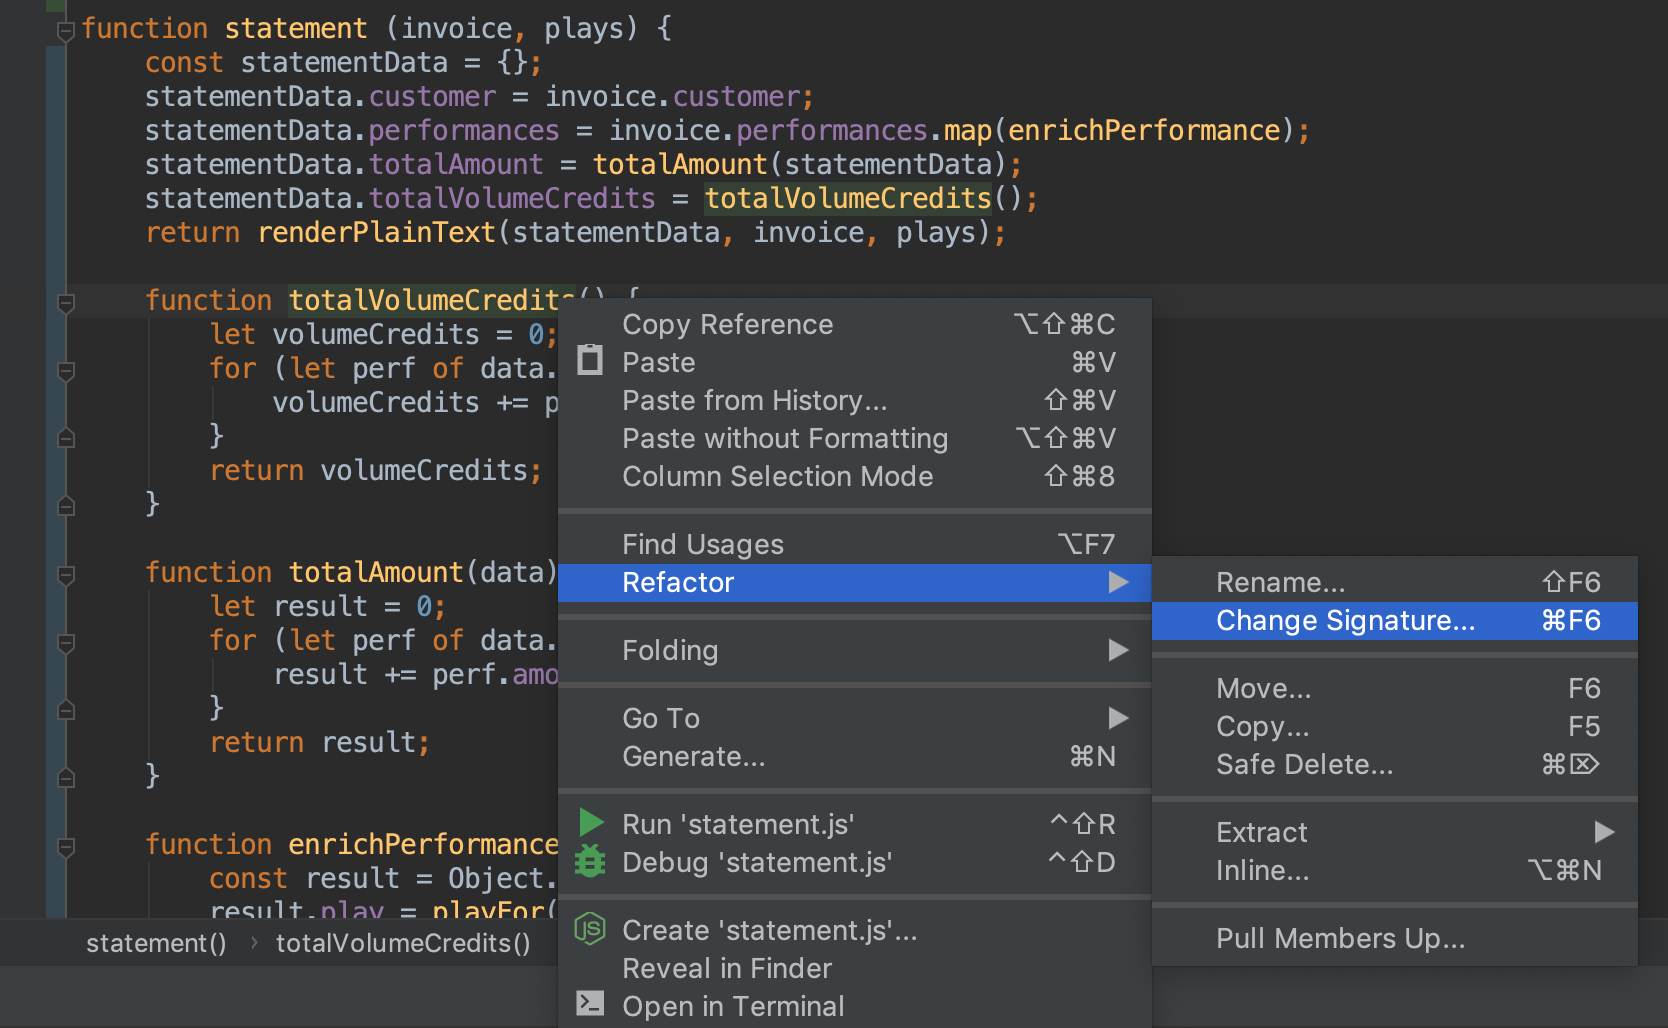 function statement (invoice, plays) {
const statementData = {};
statementData.customer = invoice.customer;
statementData.performances = invoice.performances.map(enrichPerformance);
statementData.totalAmount = totalAmount(statementData);
statementData.totalVolumeCredits = totalVolumeCredits();
return renderPlainText(statementData, invoice, plays);
function totalVolumeCredits() {
let volumeCredits = 0;
for (let perf of data.
volumeCredits += p
}
return volumeCredits;
}
function totalAmount(data)
let result = 0;
for (let perf of data.
result += perf.amo
}
return result;
}
function enrichPerformance
const result = Object.
result.play = playFor(
statement() › totalVolumeCredits()
Copy Reference ⌥⇧⌘C
Paste ⌘V
Paste from History... ⇧⌘V
Paste without Formatting ⌥⇧⌘V
Column Selection Mode ⇧⌘8
Find Usages ⌥F7
Refactor ▶
Folding ▶
Go To ▶
Generate... ⌘N
Run 'statement.js' ^⇧R
Debug 'statement.js' ^⇧D
JS Create 'statement.js'...
Reveal in Finder
Open in Terminal
Rename... ⇧F6
Change Signature... ⌘F6
Move... F6
Copy... F5
Safe Delete... ⌘⌦
Extract ▶
Inline... ⌥⌘N
Pull Members Up...